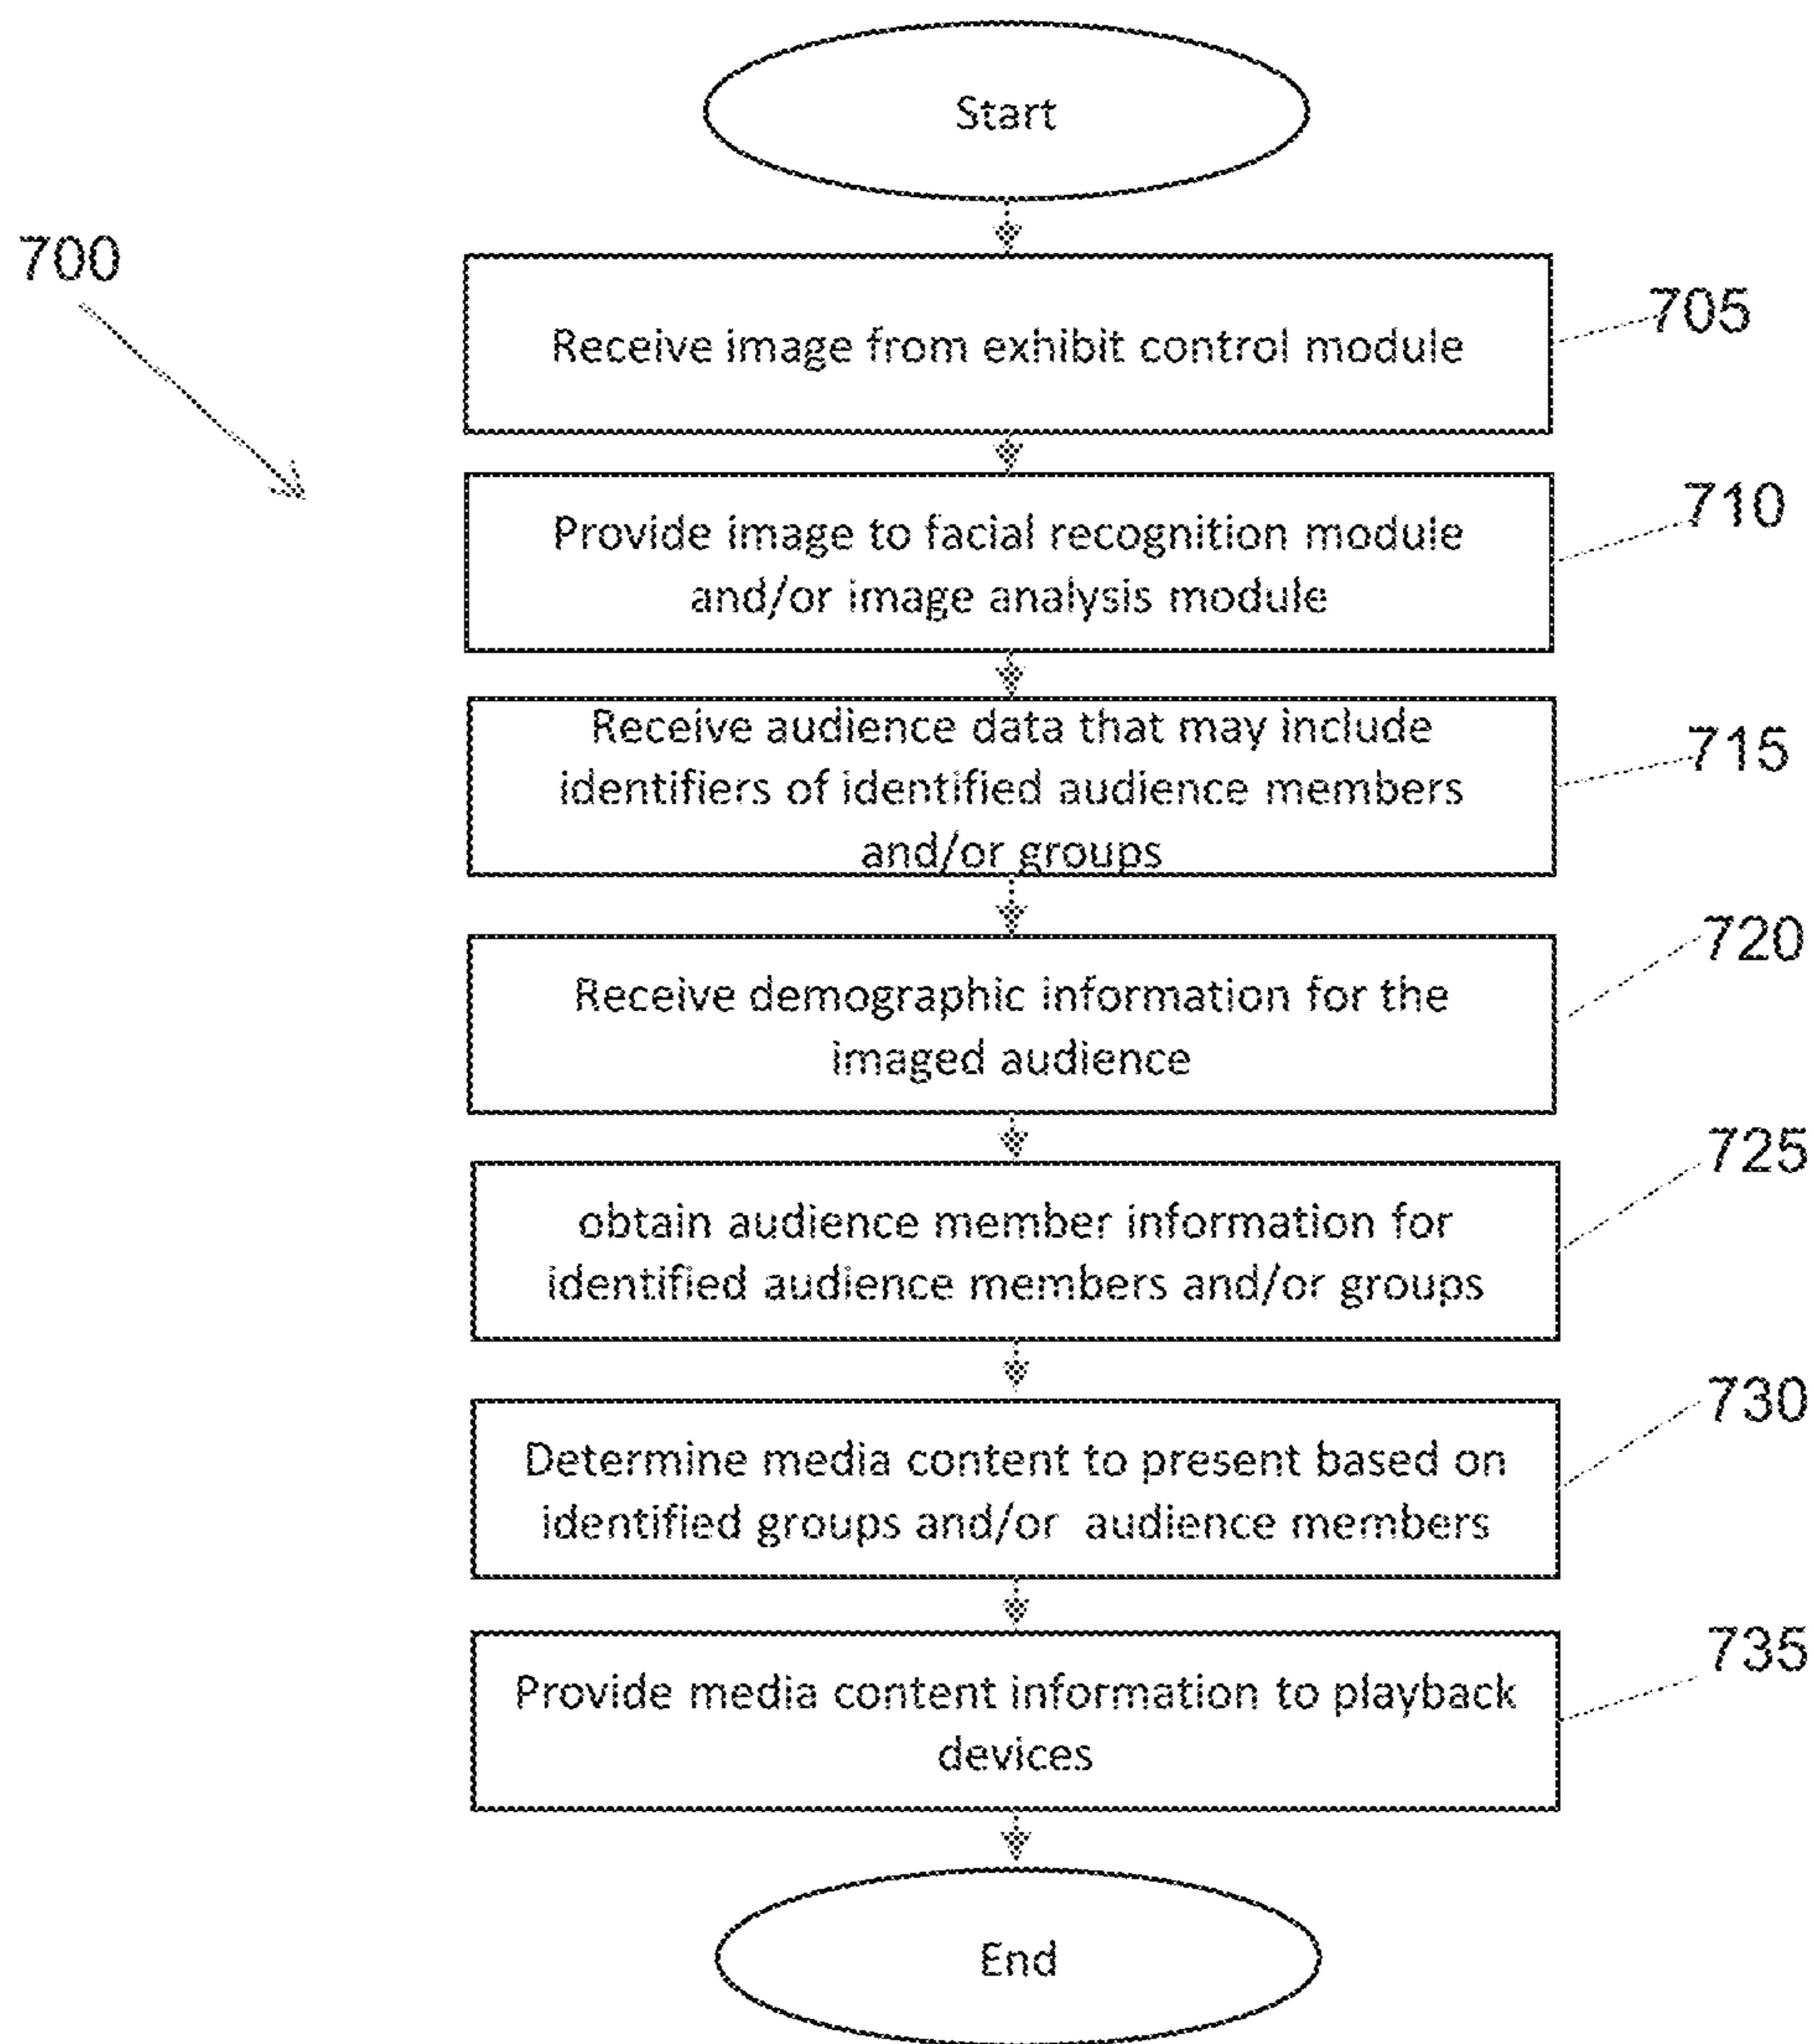 Start
700
Receive image from exhibit control module
705
Provide image to facial recognition module
and/or image analysis module
710
Receive audience data that may include
identifiers of identified audience members
and/or groups
715
Receive demographic information for the
imaged audience
720
obtain audience member information for
identified audience members and/or groups
725
Determine media content to present based on
identified groups and/or audience members
730
Provide media content information to playback
devices
735
End